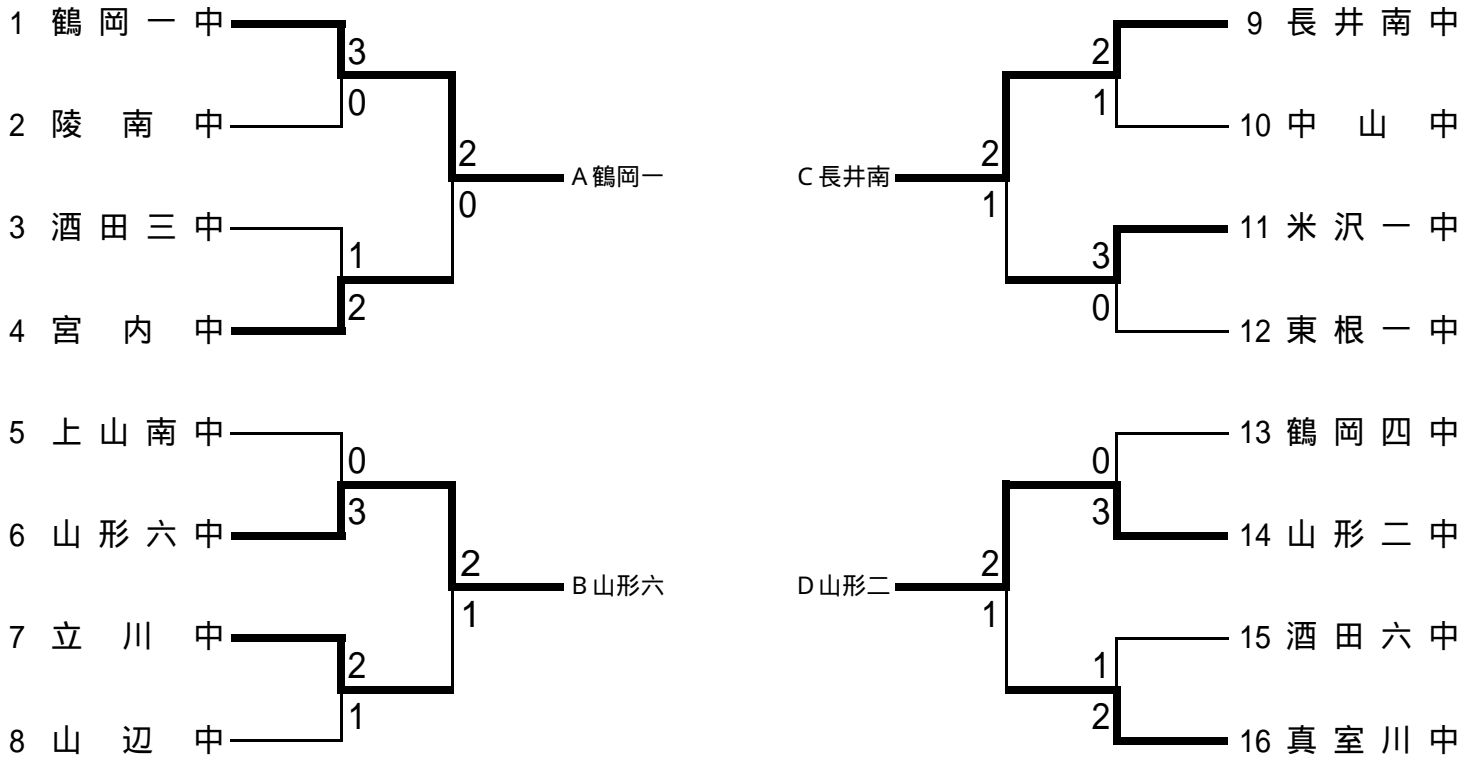 1 鶴岡一中
3
0
2 陵南中
2
A 鶴岡一
0
3 酒田三中
1
2
4 宮内中
5 上山南中
0
3
6 山形六中
2
B 山形六
1
7 立川中
2
1
8 山辺中
9 長井南中
2
1
10 中山中
2
C 長井南
1
11 米沢一中
3
0
12 東根一中
13 鶴岡四中
0
3
14 山形二中
2
D 山形二
1
15 酒田六中
1
2
16 真室川中